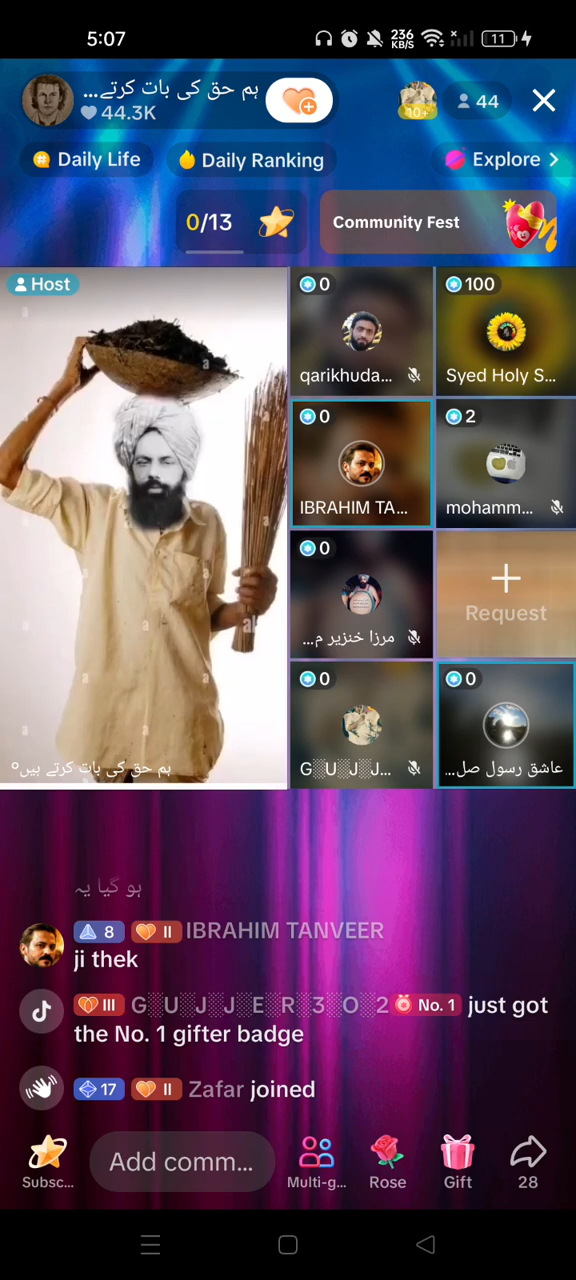 5:07
236
KB/S
11
ہم حق کی بات کرتے...
44.3K
10+
44
Daily Life
Daily Ranking
Explore >
0/13
Community Fest
Host
0
qarikhuda...
100
Syed Holy S...
0
IBRAHIM TA...
2
mohamm...
0
مرزا خنزیر م...
+
Request
0
G░U░J░J...
0
عاشق رسول صل...
ہم حق کی بات کرتے ہیں°
ہو گیا یہ
8 II IBRAHIM TANVEER
ji thek
III G░U░J░J░E░R░3░O░2 No. 1 just got
the No. 1 gifter badge
17 II Zafar joined
Add comm...
Subsc...
Multi-g...
Rose
Gift
28